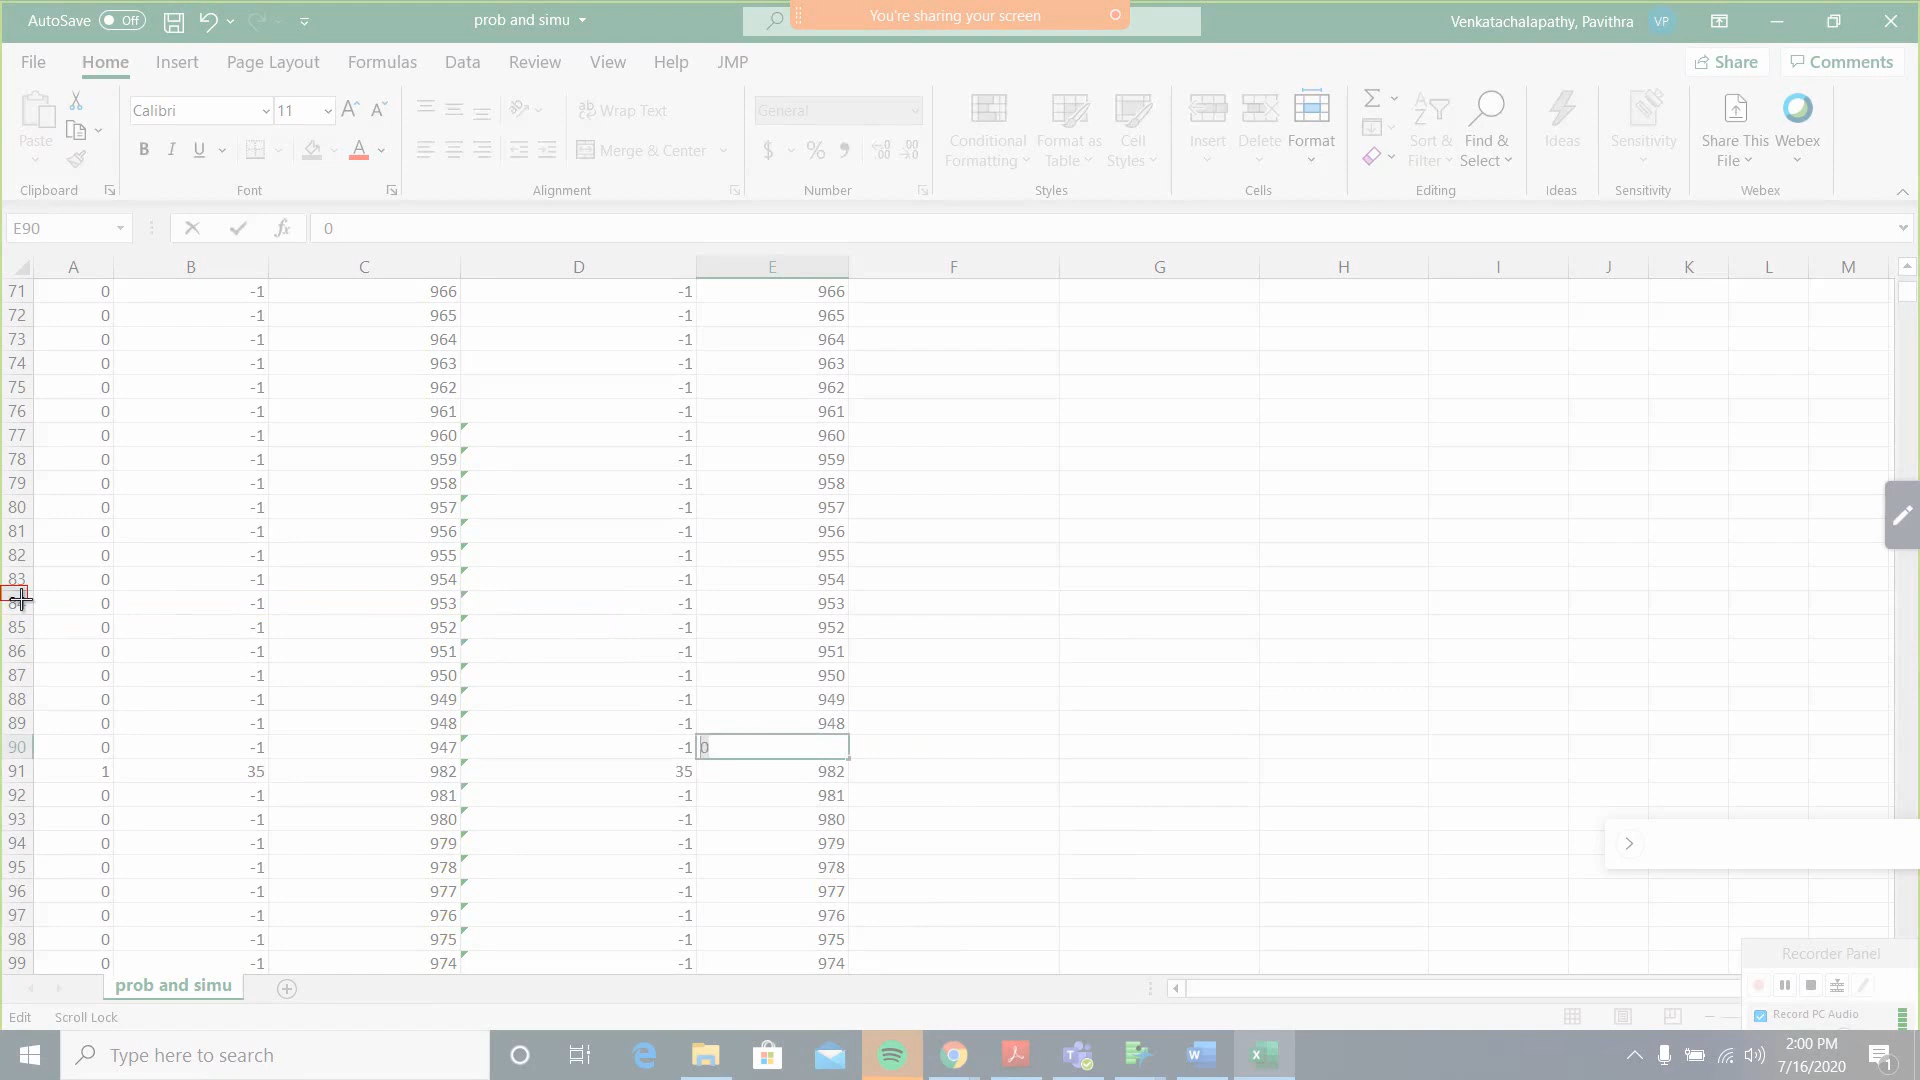 AutoSave Off prob and simu You're sharing your screen Venkatachalapathy, Pavithra VP
File Home Insert Page Layout Formulas Data Review View Help JMP Share Comments
Calibri 11 Wrap Text General
Paste B I U A Merge & Center $ % Conditional Formatting Format as Table Cell Styles Insert Delete Format Sort & Filter Find & Select Ideas Sensitivity Share This File Webex
Clipboard Font Alignment Number Styles Cells Editing Ideas Sensitivity Webex
E90 fx 0
A B C D E F G H I J K L M
71 0 -1 966 -1 966
72 0 -1 965 -1 965
73 0 -1 964 -1 964
74 0 -1 963 -1 963
75 0 -1 962 -1 962
76 0 -1 961 -1 961
77 0 -1 960 -1 960
78 0 -1 959 -1 959
79 0 -1 958 -1 958
80 0 -1 957 -1 957
81 0 -1 956 -1 956
82 0 -1 955 -1 955
83 0 -1 954 -1 954
0 -1 953 -1 953
85 0 -1 952 -1 952
86 0 -1 951 -1 951
87 0 -1 950 -1 950
88 0 -1 949 -1 949
89 0 -1 948 -1 948
90 0 -1 947 -1 0
91 1 35 982 35 982
92 0 -1 981 -1 981
93 0 -1 980 -1 980
94 0 -1 979 -1 979
95 0 -1 978 -1 978
96 0 -1 977 -1 977
97 0 -1 976 -1 976
98 0 -1 975 -1 975
99 0 -1 974 -1 974
Recorder Panel
prob and simu
Edit Scroll Lock Record PC Audio
Type here to search 2:00 PM
7/16/2020 1